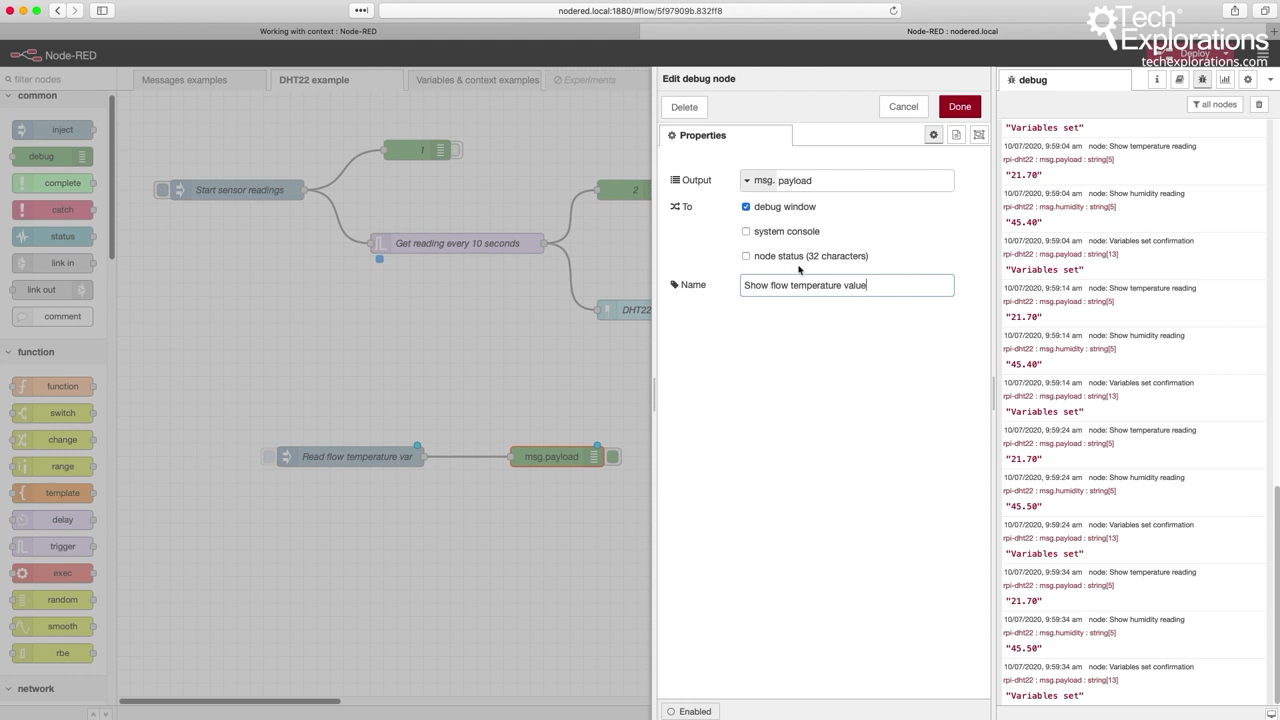 nodered.local:1880/#flow/5f97909b.832ff8
Working with context : Node-RED
Node-RED : nodered.local
Tech
Explorations
techexplorations.com
Node-RED
Deploy
filter nodes
common
inject
debug
complete
catch
status
link in
link out
comment
function
function
switch
change
range
template
delay
trigger
exec
random
smooth
rbe
network
Messages examples
DHT22 example
Variables & context examples
Experiments
1
Start sensor readings
2
Get reading every 10 seconds
DHT22
Read flow temperature var
msg.payload
Edit debug node
Delete
Cancel
Done
Properties
Output
msg. payload
To
debug window
system console
node status (32 characters)
Name
Show flow temperature value
Enabled
debug
i
all nodes
"Variables set"
10/07/2020, 9:59:04 am node: Show temperature reading
rpi-dht22 : msg.payload : string[5]
"21.70"
10/07/2020, 9:59:04 am node: Show humidity reading
rpi-dht22 : msg.humidity : string[5]
"45.40"
10/07/2020, 9:59:04 am node: Variables set confirmation
rpi-dht22 : msg.payload : string[13]
"Variables set"
10/07/2020, 9:59:14 am node: Show temperature reading
rpi-dht22 : msg.payload : string[5]
"21.70"
10/07/2020, 9:59:14 am node: Show humidity reading
rpi-dht22 : msg.humidity : string[5]
"45.40"
10/07/2020, 9:59:14 am node: Variables set confirmation
rpi-dht22 : msg.payload : string[13]
"Variables set"
10/07/2020, 9:59:24 am node: Show temperature reading
rpi-dht22 : msg.payload : string[5]
"21.70"
10/07/2020, 9:59:24 am node: Show humidity reading
rpi-dht22 : msg.humidity : string[5]
"45.50"
10/07/2020, 9:59:24 am node: Variables set confirmation
rpi-dht22 : msg.payload : string[13]
"Variables set"
10/07/2020, 9:59:34 am node: Show temperature reading
rpi-dht22 : msg.payload : string[5]
"21.70"
10/07/2020, 9:59:34 am node: Show humidity reading
rpi-dht22 : msg.humidity : string[5]
"45.50"
10/07/2020, 9:59:34 am node: Variables set confirmation
rpi-dht22 : msg.payload : string[13]
"Variables set"